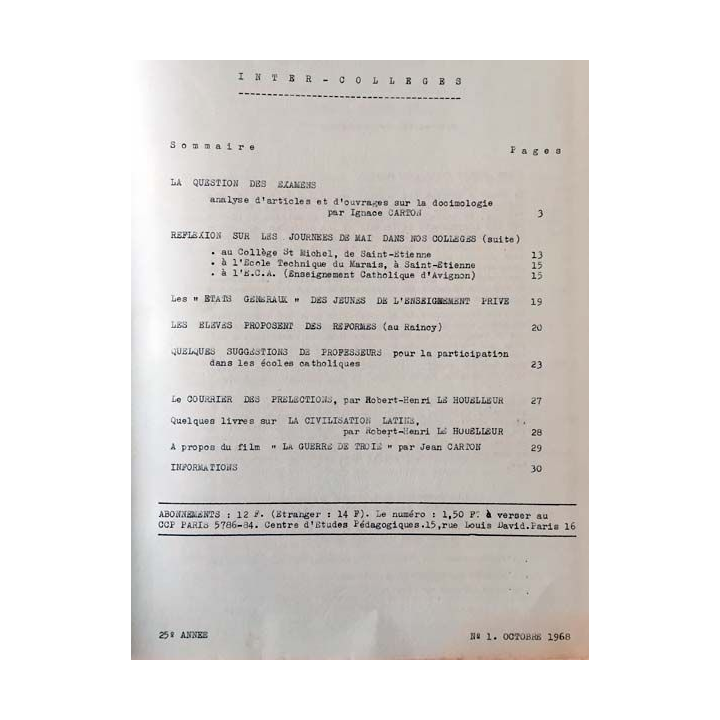 INTER-COLLEGES
Sommaire Pages
LA QUESTION DES EXAMENS
analyse d'articles et d'ouvrages sur la docimologie
par Ignace CARTON 3
REFLEXION SUR LES JOURNEES DE MAI DANS NOS COLLEGES (suite)
. au Collège St Michel, de Saint-Etienne 13
. à l'Ecole Technique du Marais, à Saint-Etienne 15
. à l'E.C.A. (Enseignement Catholique d'Avignon) 15
Les " ETATS GENERAUX " DES JEUNES DE L'ENSEIGNEMENT PRIVE 19
LES ELEVES PROPOSENT DES REFORMES (au Raincy) 20
QUELQUES SUGGESTIONS DE PROFESSEURS pour la participation
dans les écoles catholiques 23
Le COURRIER DES PRELECTIONS, par Robert-Henri LE HOUELLEUR 27
Quelques livres sur LA CIVILISATION LATINE,
par Robert-Henri LE HOUELLEUR 28
A propos du film " LA GUERRE DE TROIE " par Jean CARTON 29
INFORMATIONS 30
ABONNEMENTS : 12 F. (Etranger : 14 F). Le numéro : 1,50 F. à verser au
CCP PARIS 5786-84. Centre d'Etudes Pédagogiques.15,rue Louis David.Paris 16
25º ANNEE Nº 1. OCTOBRE 1968